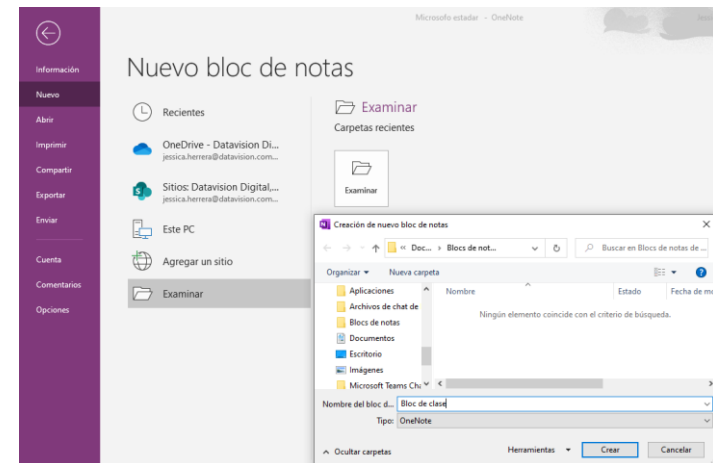 Microsofo estadar - OneNote
Información
Nuevo
Abrir
Imprimir
Compartir
Exportar
Enviar
Cuenta
Comentarios
Opciones
Nuevo bloc de notas
Recientes
OneDrive - Datavision Di...
jessica.herrera@datavision.com...
Sitios: Datavision Digital,...
jessica.herrera@datavision.com...
Este PC
Agregar un sitio
Examinar
Examinar
Carpetas recientes
Examinar
Creación de nuevo bloc de notas
« Doc... › Blocs de not...
Buscar en Blocs de notas de ...
Organizar
Nueva carpeta
Aplicaciones
Archivos de chat de
Blocs de notas
Documentos
Escritorio
Imágenes
Microsoft Teams Cha
Nombre
Estado
Fecha de mo
Ningún elemento coincide con el criterio de búsqueda.
Nombre del bloc d... Bloc de clase
Tipo: OneNote
Ocultar carpetas
Herramientas
Crear
Cancelar